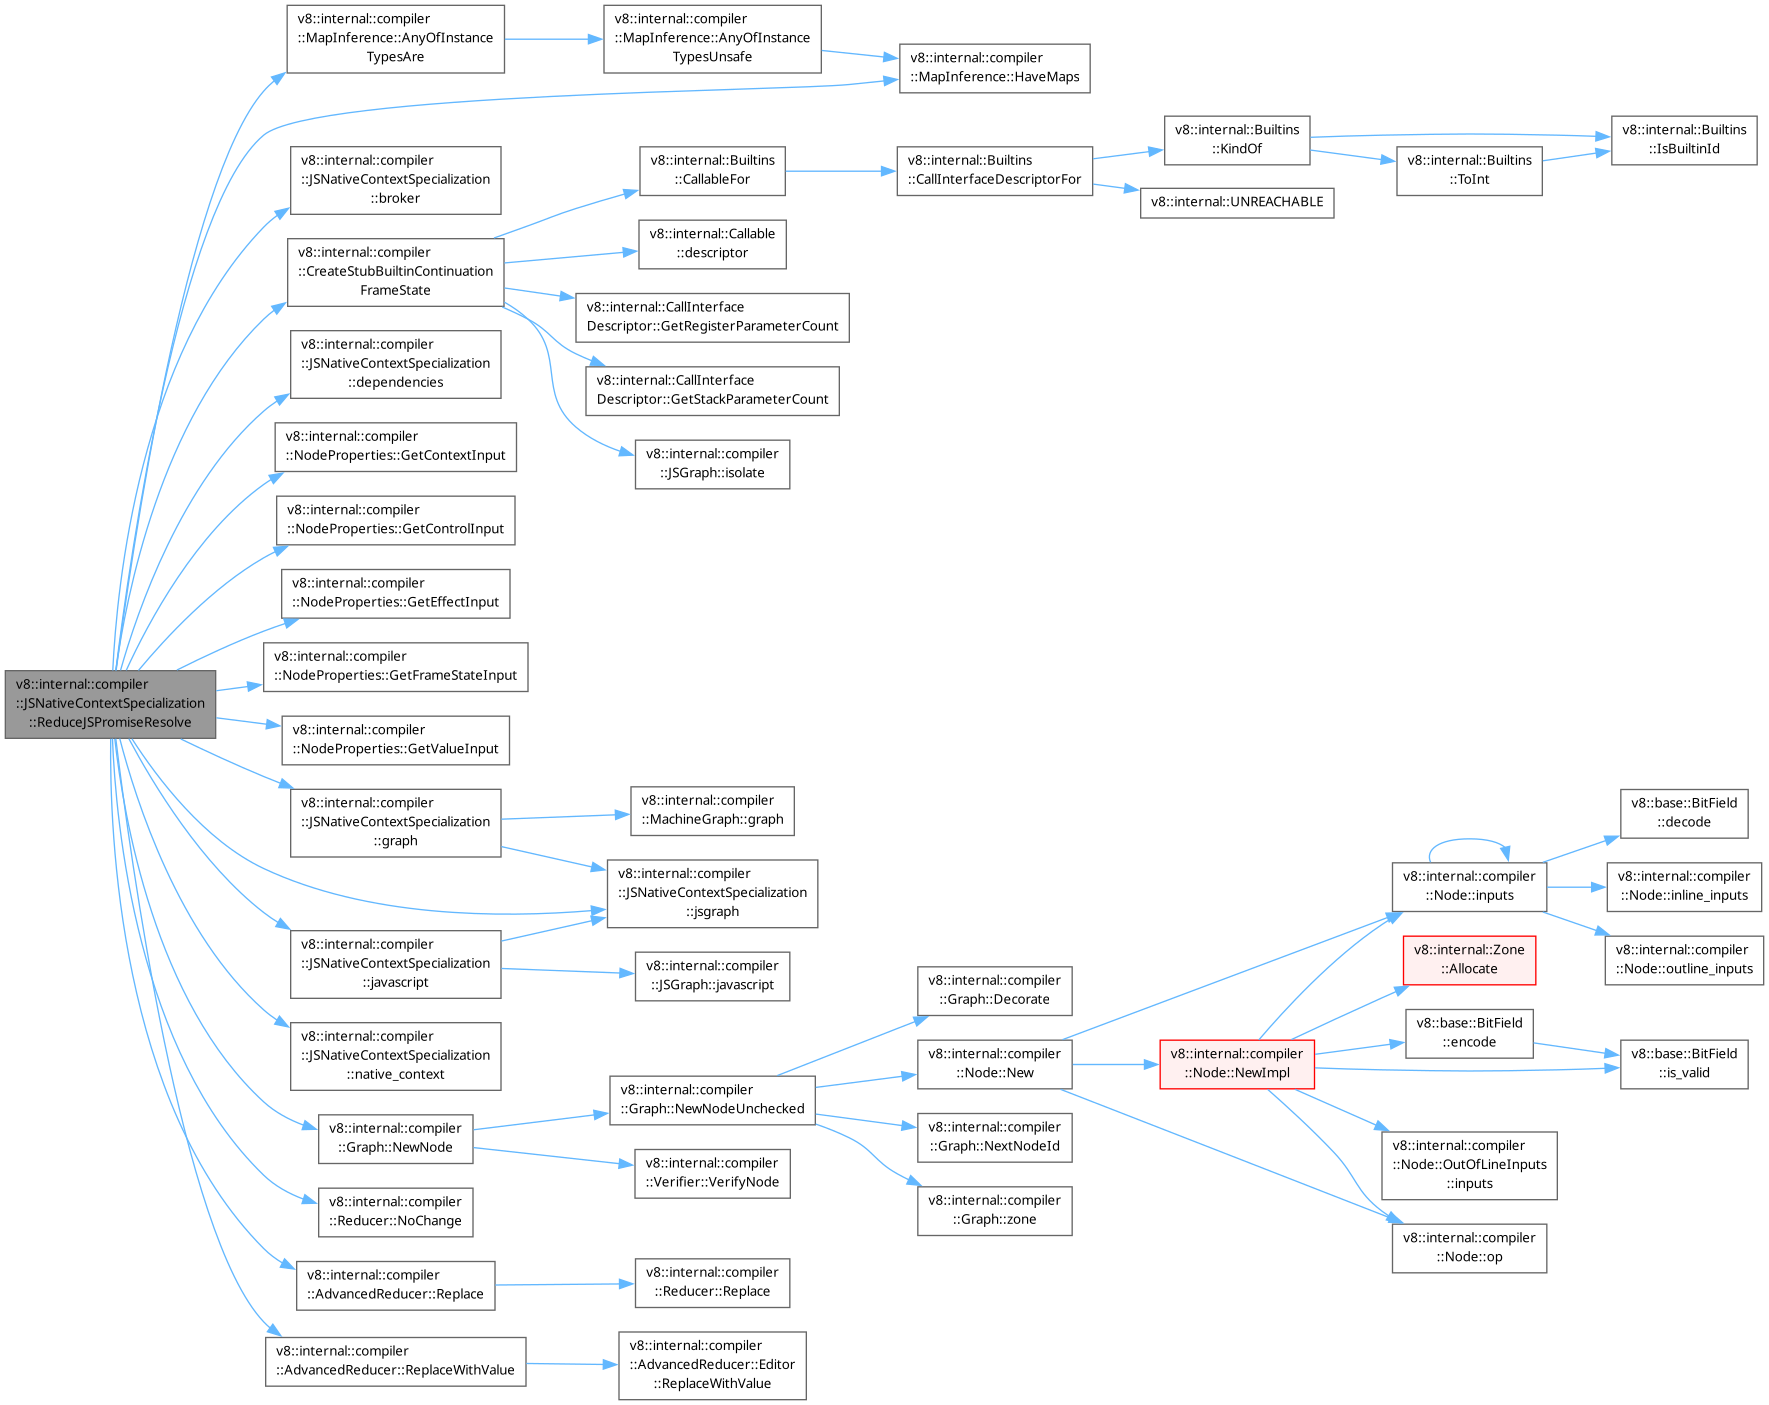 v8::internal::compiler
::JSNativeContextSpecialization
::ReduceJSPromiseResolve
v8::internal::compiler
::MapInference::AnyOfInstance
TypesAre
v8::internal::compiler
::MapInference::AnyOfInstance
TypesUnsafe
v8::internal::compiler
::MapInference::HaveMaps
v8::internal::compiler
::JSNativeContextSpecialization
::broker
v8::internal::compiler
::CreateStubBuiltinContinuation
FrameState
v8::internal::Builtins
::CallableFor
v8::internal::Builtins
::CallInterfaceDescriptorFor
v8::internal::Builtins
::KindOf
v8::internal::Builtins
::ToInt
v8::internal::Builtins
::IsBuiltinId
v8::internal::UNREACHABLE
v8::internal::Callable
::descriptor
v8::internal::CallInterface
Descriptor::GetRegisterParameterCount
v8::internal::CallInterface
Descriptor::GetStackParameterCount
v8::internal::compiler
::JSGraph::isolate
v8::internal::compiler
::JSNativeContextSpecialization
::dependencies
v8::internal::compiler
::NodeProperties::GetContextInput
v8::internal::compiler
::NodeProperties::GetControlInput
v8::internal::compiler
::NodeProperties::GetEffectInput
v8::internal::compiler
::NodeProperties::GetFrameStateInput
v8::internal::compiler
::NodeProperties::GetValueInput
v8::internal::compiler
::JSNativeContextSpecialization
::graph
v8::internal::compiler
::MachineGraph::graph
v8::internal::compiler
::JSNativeContextSpecialization
::jsgraph
v8::internal::compiler
::JSNativeContextSpecialization
::javascript
v8::internal::compiler
::JSGraph::javascript
v8::internal::compiler
::JSNativeContextSpecialization
::native_context
v8::internal::compiler
::Graph::NewNode
v8::internal::compiler
::Graph::NewNodeUnchecked
v8::internal::compiler
::Verifier::VerifyNode
v8::internal::compiler
::Graph::Decorate
v8::internal::compiler
::Node::New
v8::internal::compiler
::Graph::NextNodeId
v8::internal::compiler
::Graph::zone
v8::internal::compiler
::Node::NewImpl
v8::internal::compiler
::Node::inputs
v8::internal::Zone
::Allocate
v8::base::BitField
::encode
v8::internal::compiler
::Node::OutOfLineInputs
::inputs
v8::internal::compiler
::Node::op
v8::base::BitField
::decode
v8::internal::compiler
::Node::inline_inputs
v8::internal::compiler
::Node::outline_inputs
v8::base::BitField
::is_valid
v8::internal::compiler
::Reducer::NoChange
v8::internal::compiler
::AdvancedReducer::Replace
v8::internal::compiler
::Reducer::Replace
v8::internal::compiler
::AdvancedReducer::ReplaceWithValue
v8::internal::compiler
::AdvancedReducer::Editor
::ReplaceWithValue